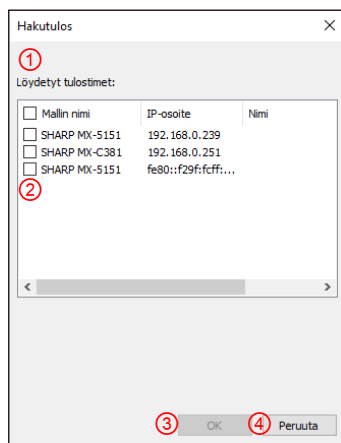 Hakutulos
1
Löydetyt tulostimet:
Mallin nimi IP-osoite Nimi
SHARP MX-5151 192.168.0.239
SHARP MX-C381 192.168.0.251
SHARP MX-5151 fe80::f29f:fcff:...
2
3 OK 4 Peruuta